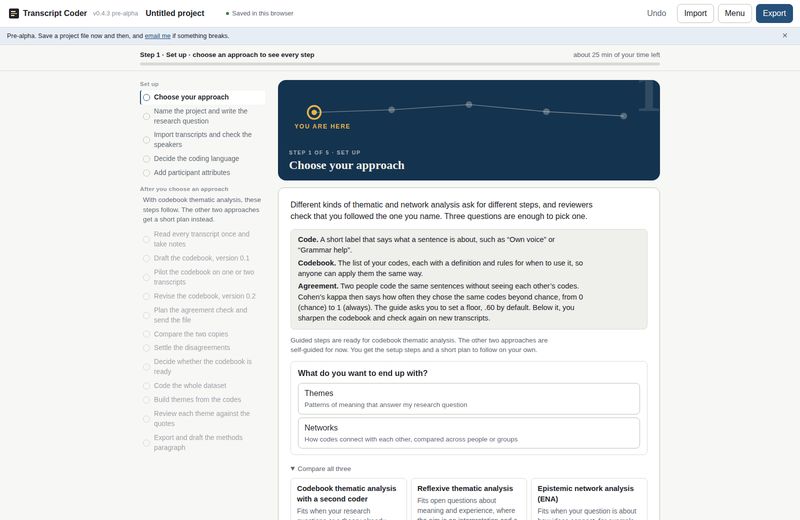 Transcript Coder v0.4.3 pre-alpha Untitled project Saved in this browser Undo Import Menu Export
Pre-alpha. Save a project file now and then, and email me if something breaks. ×
Step 1 · Set up · choose an approach to see every step about 25 min of your time left
Set up
Choose your approach
Name the project and write the
research question
Import transcripts and check the
speakers
Decide the coding language
Add participant attributes
After you choose an approach
With codebook thematic analysis, these
steps follow. The other two approaches
get a short plan instead.
Read every transcript once and
take notes
Draft the codebook, version 0.1
Pilot the codebook on one or two
transcripts
Revise the codebook, version 0.2
Plan the agreement check and
send the file
Compare the two copies
Settle the disagreements
Decide whether the codebook is
ready
Code the whole dataset
Build themes from the codes
Review each theme against the
quotes
Export and draft the methods
paragraph
1
YOU ARE HERE
STEP 1 OF 5 · SET UP
Choose your approach
Different kinds of thematic and network analysis ask for different steps, and reviewers
check that you followed the one you name. Three questions are enough to pick one.
Code. A short label that says what a sentence is about, such as “Own voice” or
“Grammar help”.
Codebook. The list of your codes, each with a definition and rules for when to use it, so
anyone can apply them the same way.
Agreement. Two people code the same sentences without seeing each other’s codes.
Cohen’s kappa then says how often they chose the same codes beyond chance, from 0
(chance) to 1 (always). The guide asks you to set a floor, .60 by default. Below it, you
sharpen the codebook and check again on new transcripts.
Guided steps are ready for codebook thematic analysis. The other two approaches are
self-guided for now. You get the setup steps and a short plan to follow on your own.
What do you want to end up with?
Themes
Patterns of meaning that answer my research question
Networks
How codes connect with each other, compared across people or groups
▼ Compare all three
Codebook thematic analysis
with a second coder
Fits when your research
Reflexive thematic analysis
Fits open questions about
meaning and experience, where
Epistemic network analysis
(ENA)
Fits when your question is about